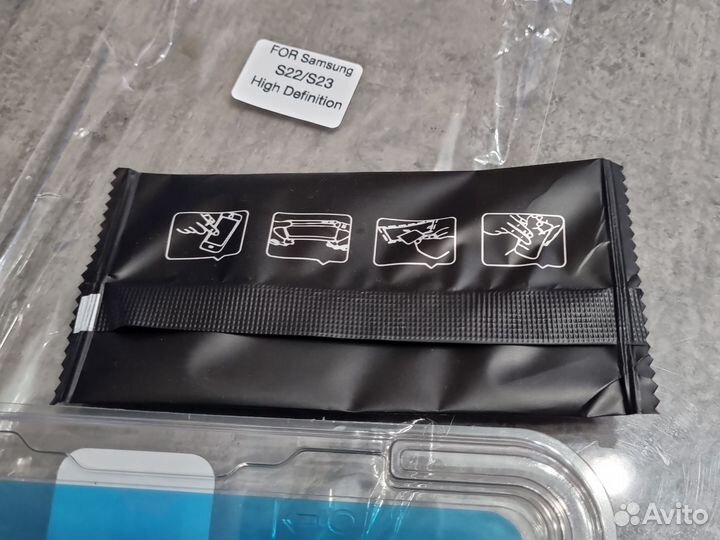 FOR Samsung
S22/S23
High Definition
Avito